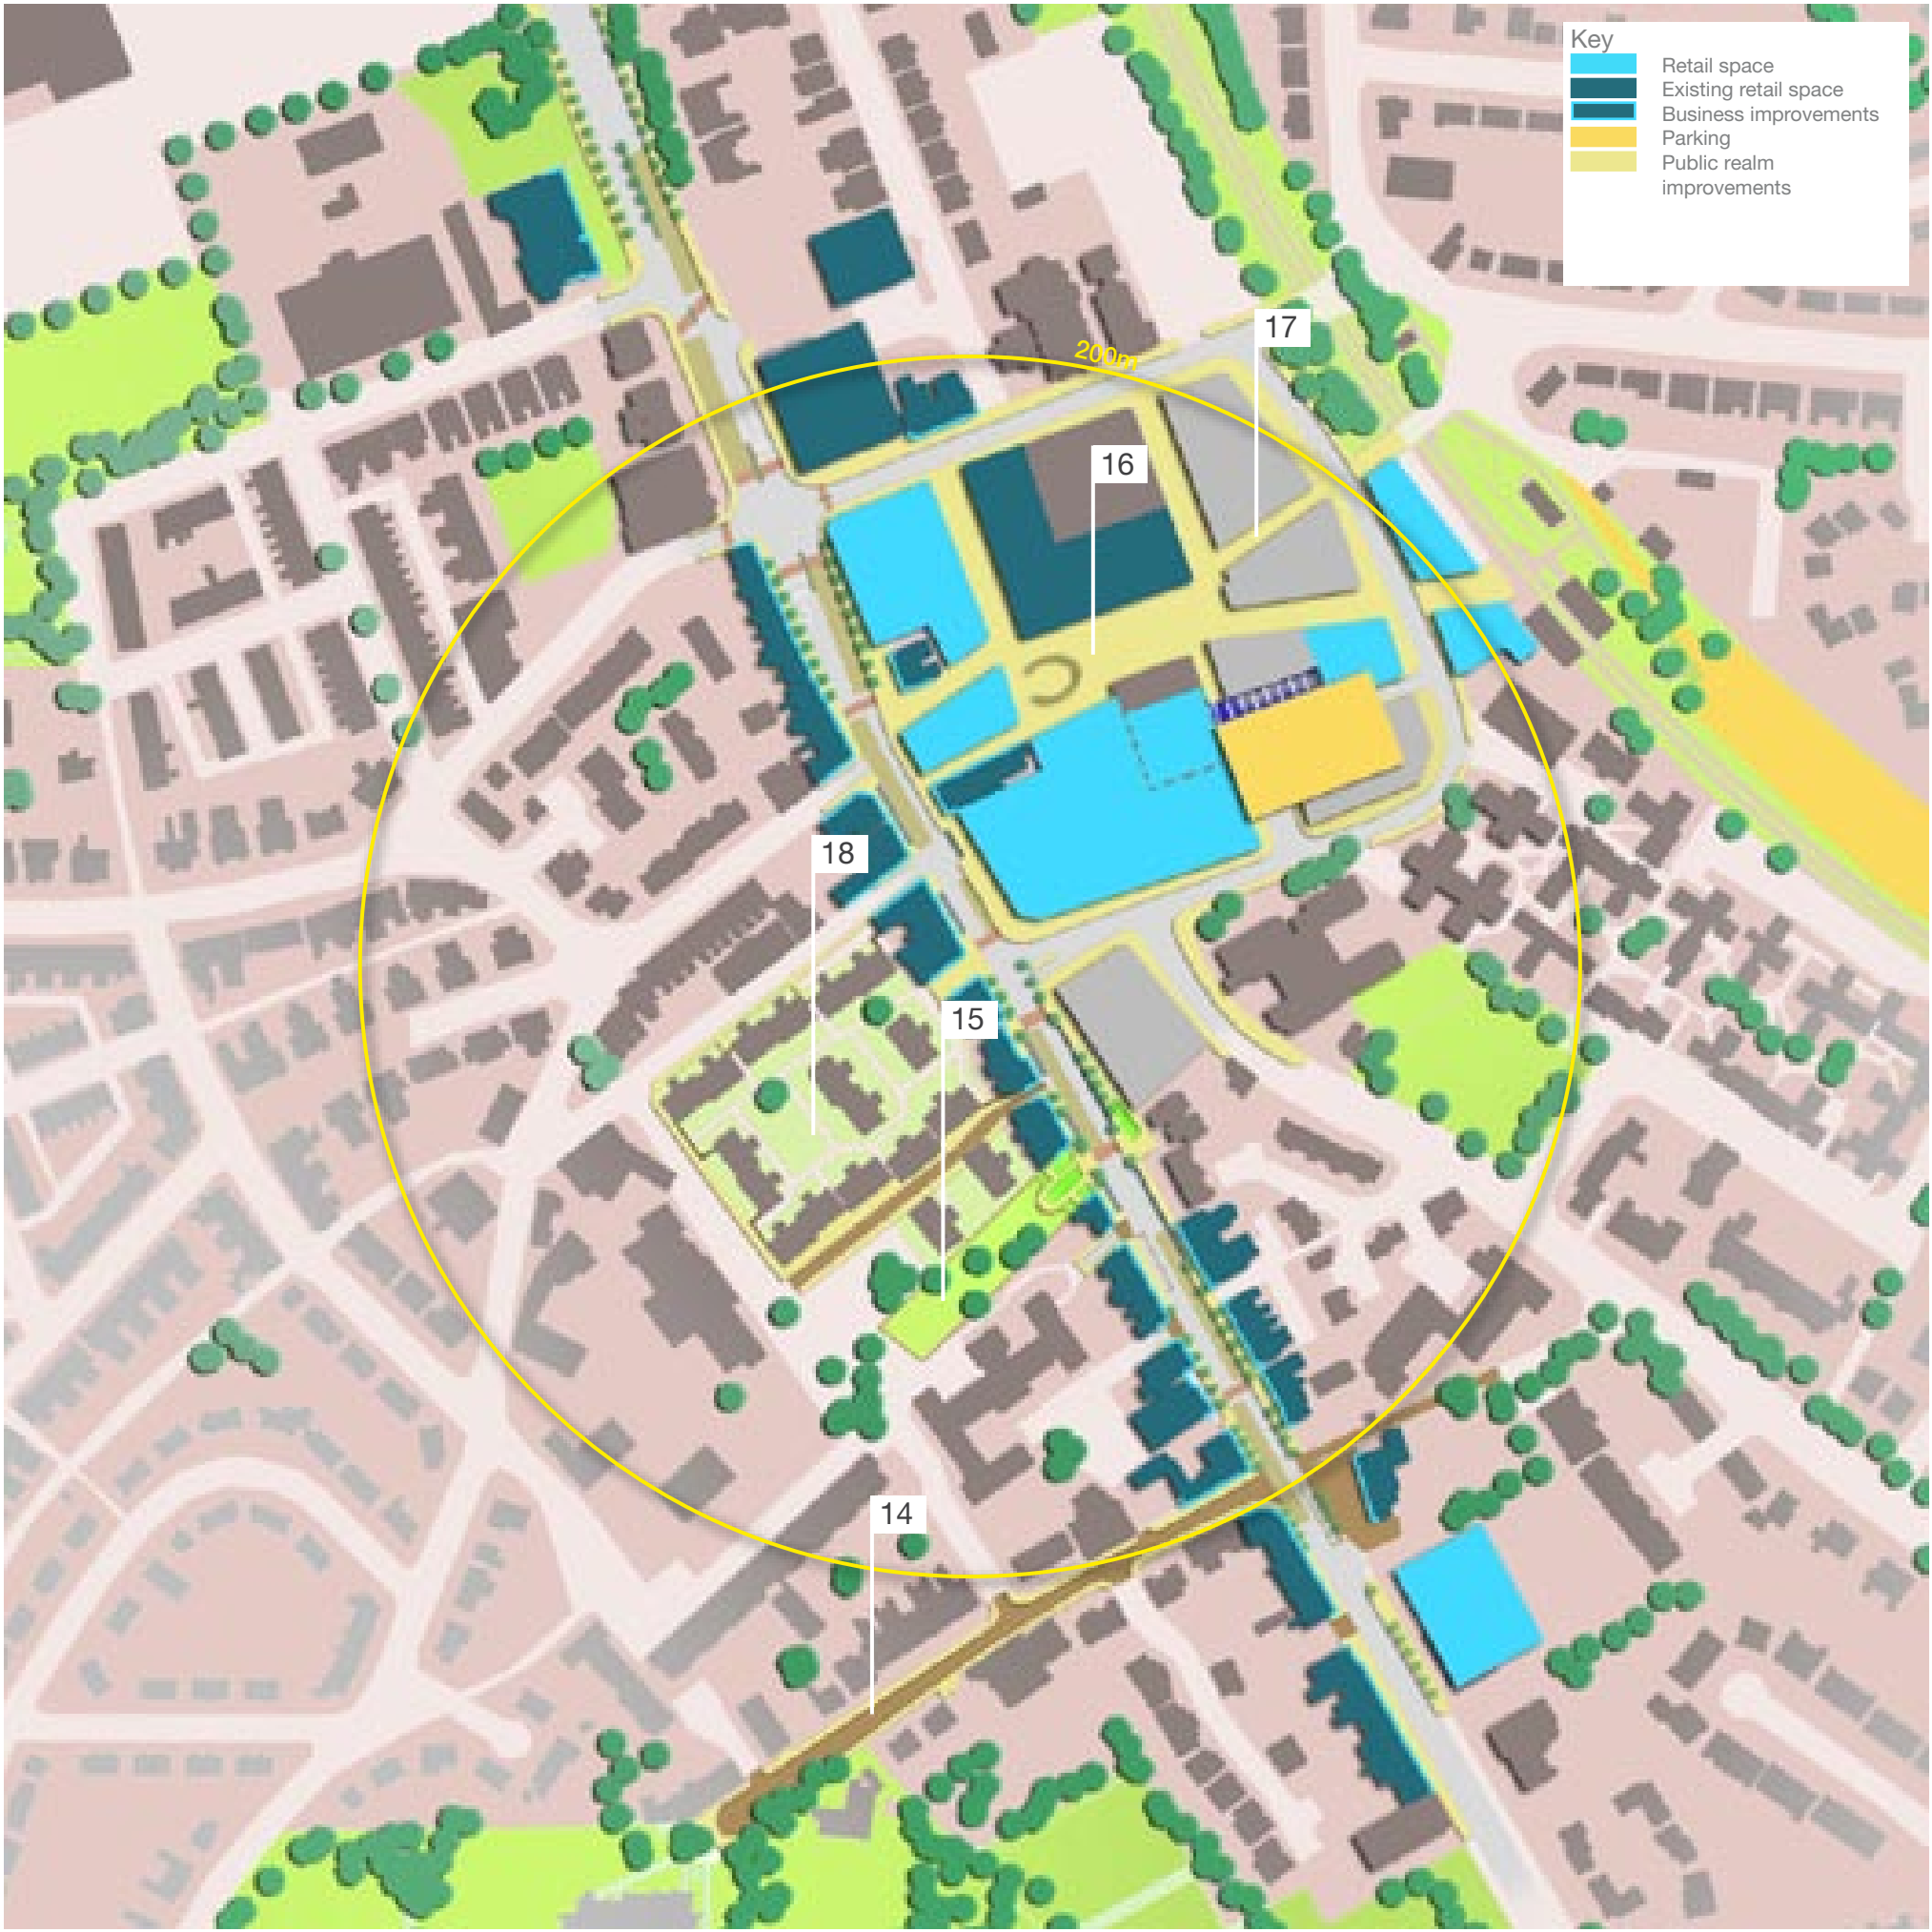 Key
Retail space
Existing retail space
Business improvements
Parking
Public realm
improvements
17
200m
16
18
15
14